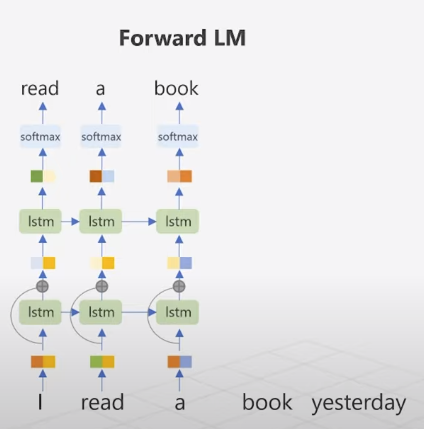 Forward LM
read a book
softmax softmax softmax
lstm lstm lstm
lstm lstm lstm
I read a book yesterday